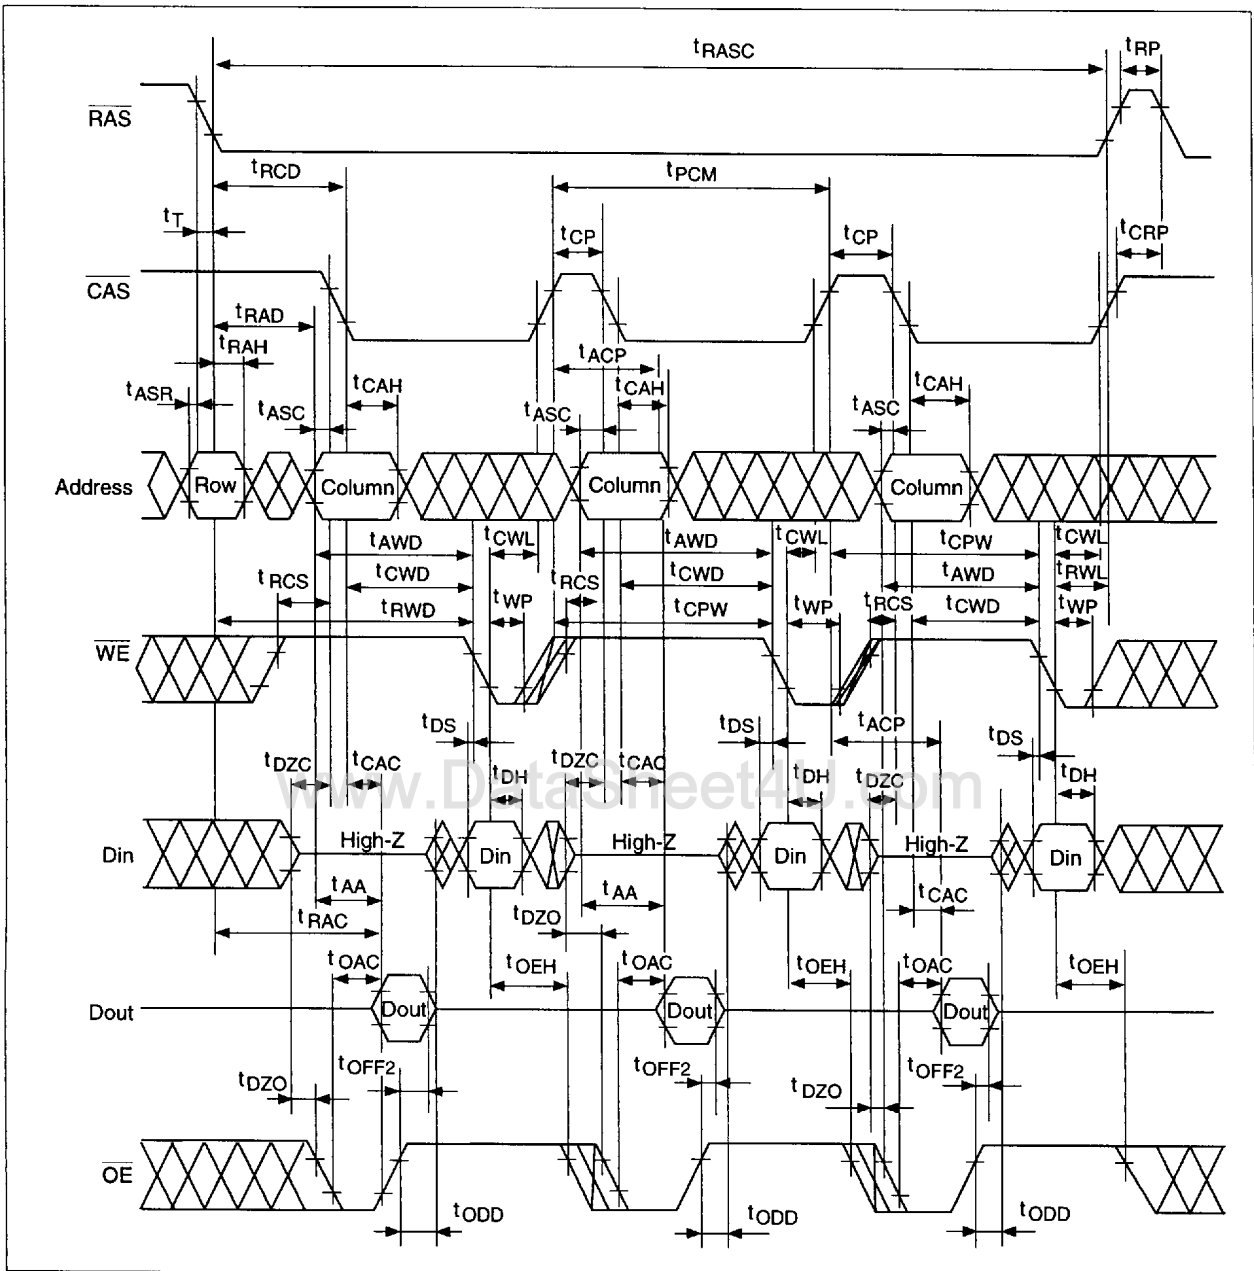 tRASC
tRP
RAS
tRCD
tPCM
tT
tCP
tCP
tCRP
CAS
tRAD
tRAH
tACP
tASR
tCAH
tCAH
tCAH
tASC
tASC
tASC
Address
Row
Column
Column
Column
tAWD
tCWL
tAWD
tCWL
tCPW
tCWL
tRCS
tCWD
tRCS
tCWD
tAWD
tRWL
tRWD
tWP
tCPW
tWP
tRCS
tCWD
tWP
WE
tDS
tDS
tACP
tDS
tDZC
tCAC
tDZC
tCAC
tDH
tDH
tDZC
tDH
www.DataSheet4U.com
Din
High-Z
Din
High-Z
Din
High-Z
Din
tAA
tAA
tCAC
tRAC
tDZO
tOAC
tOEH
tOAC
tOEH
tOAC
tOEH
Dout
Dout
Dout
Dout
tDZO
tOFF2
tOFF2
tDZO
tOFF2
OE
tODD
tODD
tODD